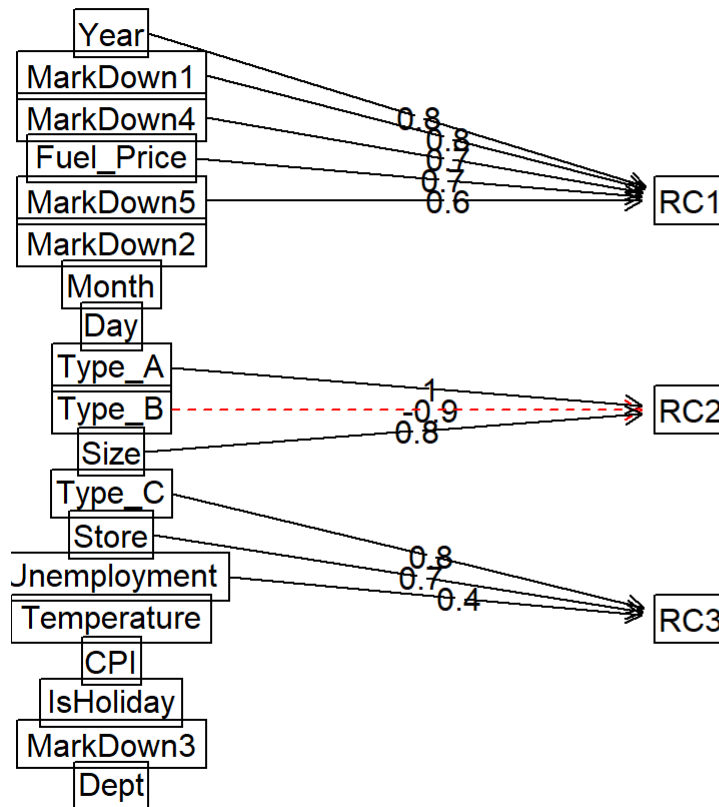 Year
MarkDown1
MarkDown4
Fuel_Price
MarkDown5
MarkDown2
Month
Day
Type_A
Type_B
Size
Type_C
Store
Unemployment
Temperature
CPI
IsHoliday
MarkDown3
Dept
0.8
0.8
0.7
0.7
0.6
1
-0.9
0.8
0.8
0.7
0.4
RC1
RC2
RC3